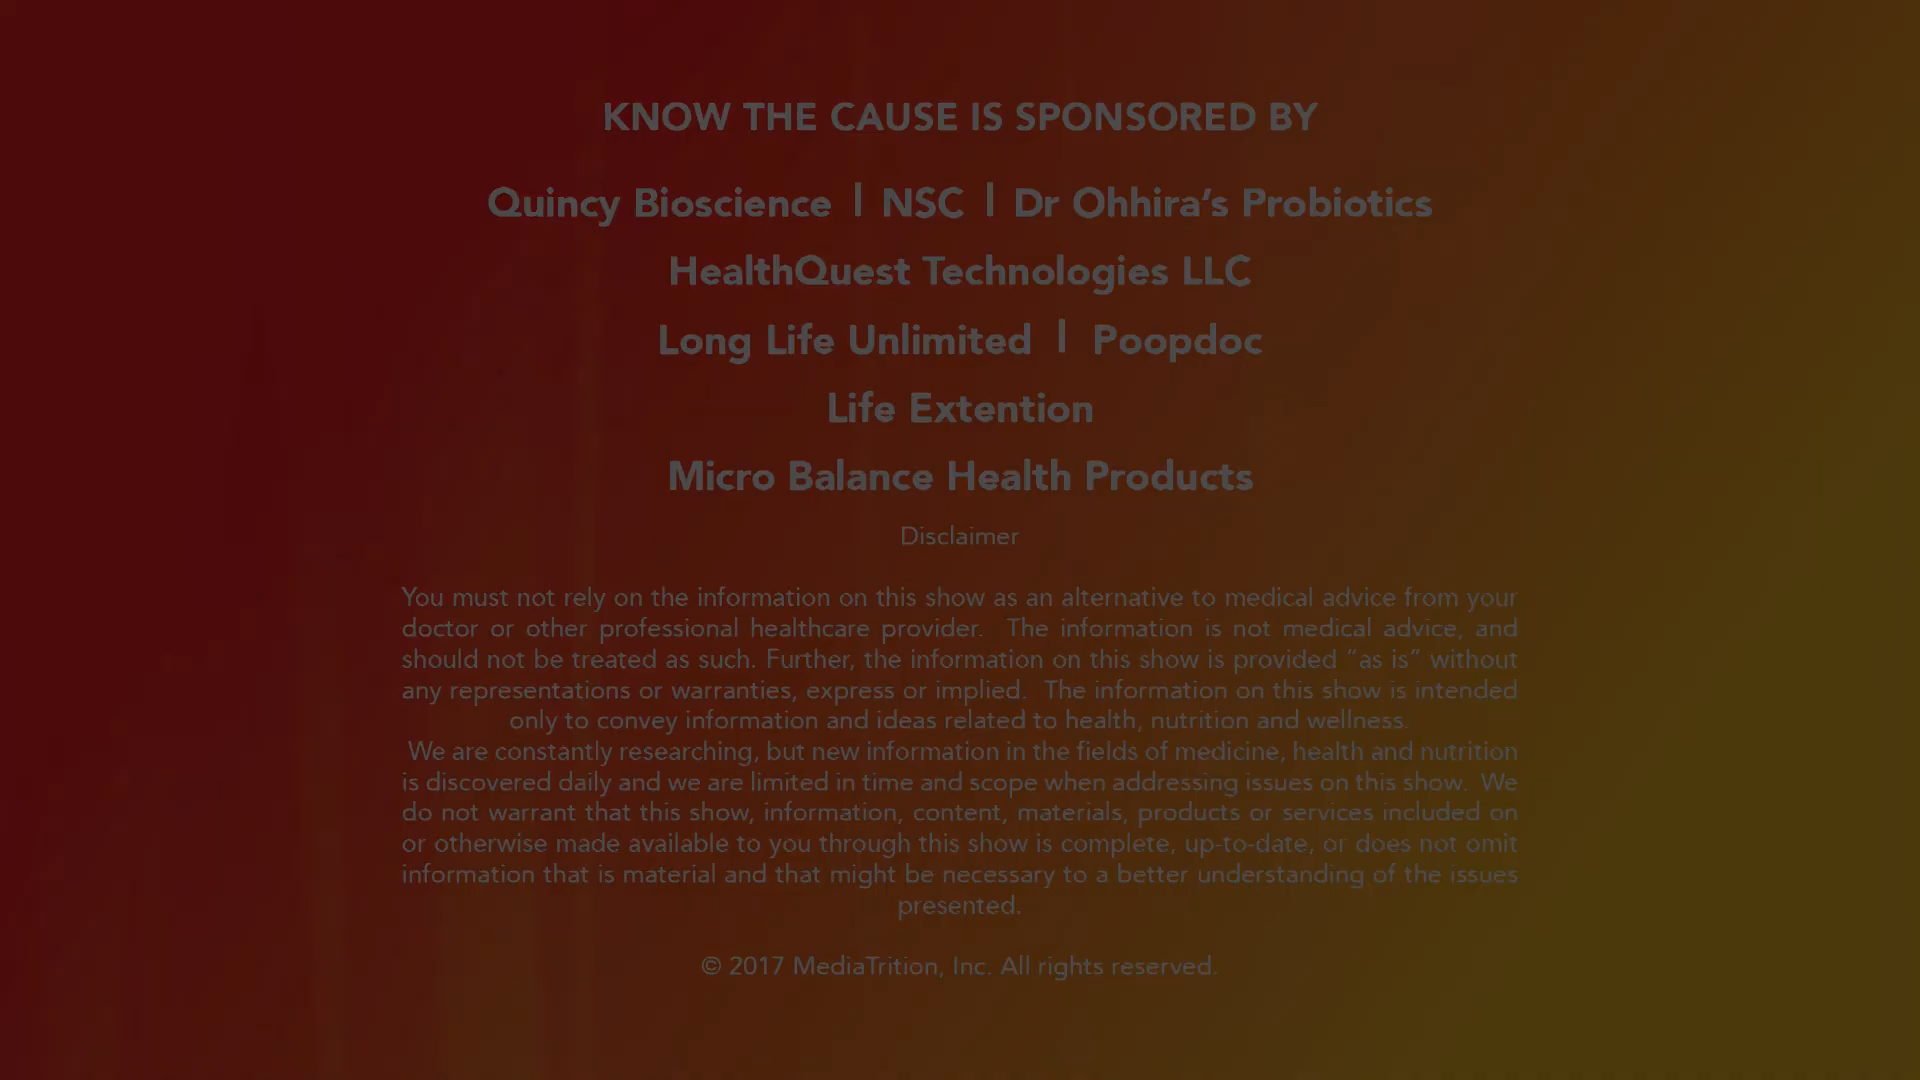 KNOW THE CAUSE IS SPONSORED BY
Quincy Bioscience | NSC | Dr Ohhira's Probiotics
HealthQuest Technologies LLC
Long Life Unlimited | Poopdoc
Life Extention
Micro Balance Health Products
Disclaimer
You must not rely on the information on this show as an alternative to medical advice from your
doctor or other professional healthcare provider. The information is not medical advice, and
should not be treated as such. Further, the information on this show is provided "as is" without
any representations or warranties, express or implied. The information on this show is intended
only to convey information and ideas related to health, nutrition and wellness.
We are constantly researching, but new information in the fields of medicine, health and nutrition
is discovered daily and we are limited in time and scope when addressing issues on this show. We
do not warrant that this show, information, content, materials, products or services included on
or otherwise made available to you through this show is complete, up-to-date, or does not omit
information that is material and that might be necessary to a better understanding of the issues
presented.
© 2017 MediaTrition, Inc. All rights reserved.